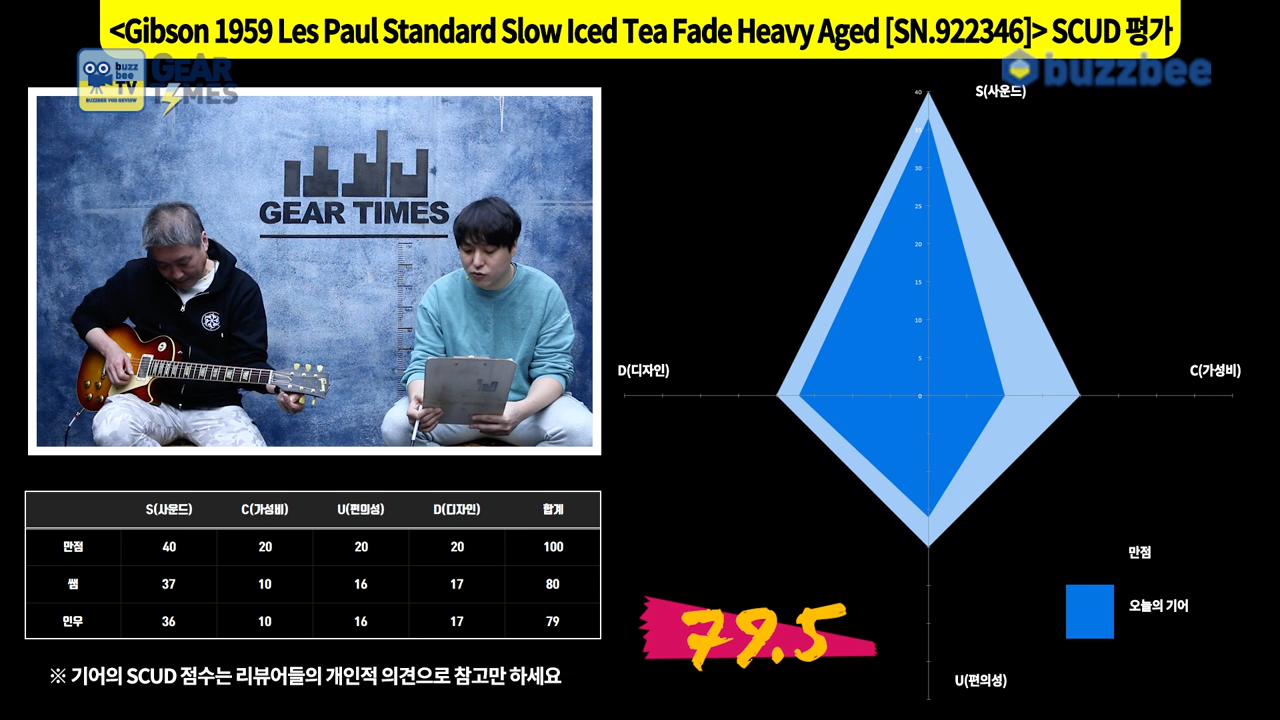 <Gibson 1959 Les Paul Standard Slow Iced Tea Fade Heavy Aged [SN.922346]> SCUD 평가
buzz bee TV
BUZZBEE YHG REVIEW
GEAR TIMES
buzzbee
GEAR TIMES
S(사운드)
40
35
30
25
20
15
10
5
0
D(디자인)
C(가성비)
U(편의성)
만점
오늘의 기어
S(사운드) C(가성비) U(편의성) D(디자인) 합계
만점 40 20 20 20 100
쌤 37 10 16 17 80
민우 36 10 16 17 79
79.5
※ 기어의 SCUD 점수는 리뷰어들의 개인적 의견으로 참고만 하세요